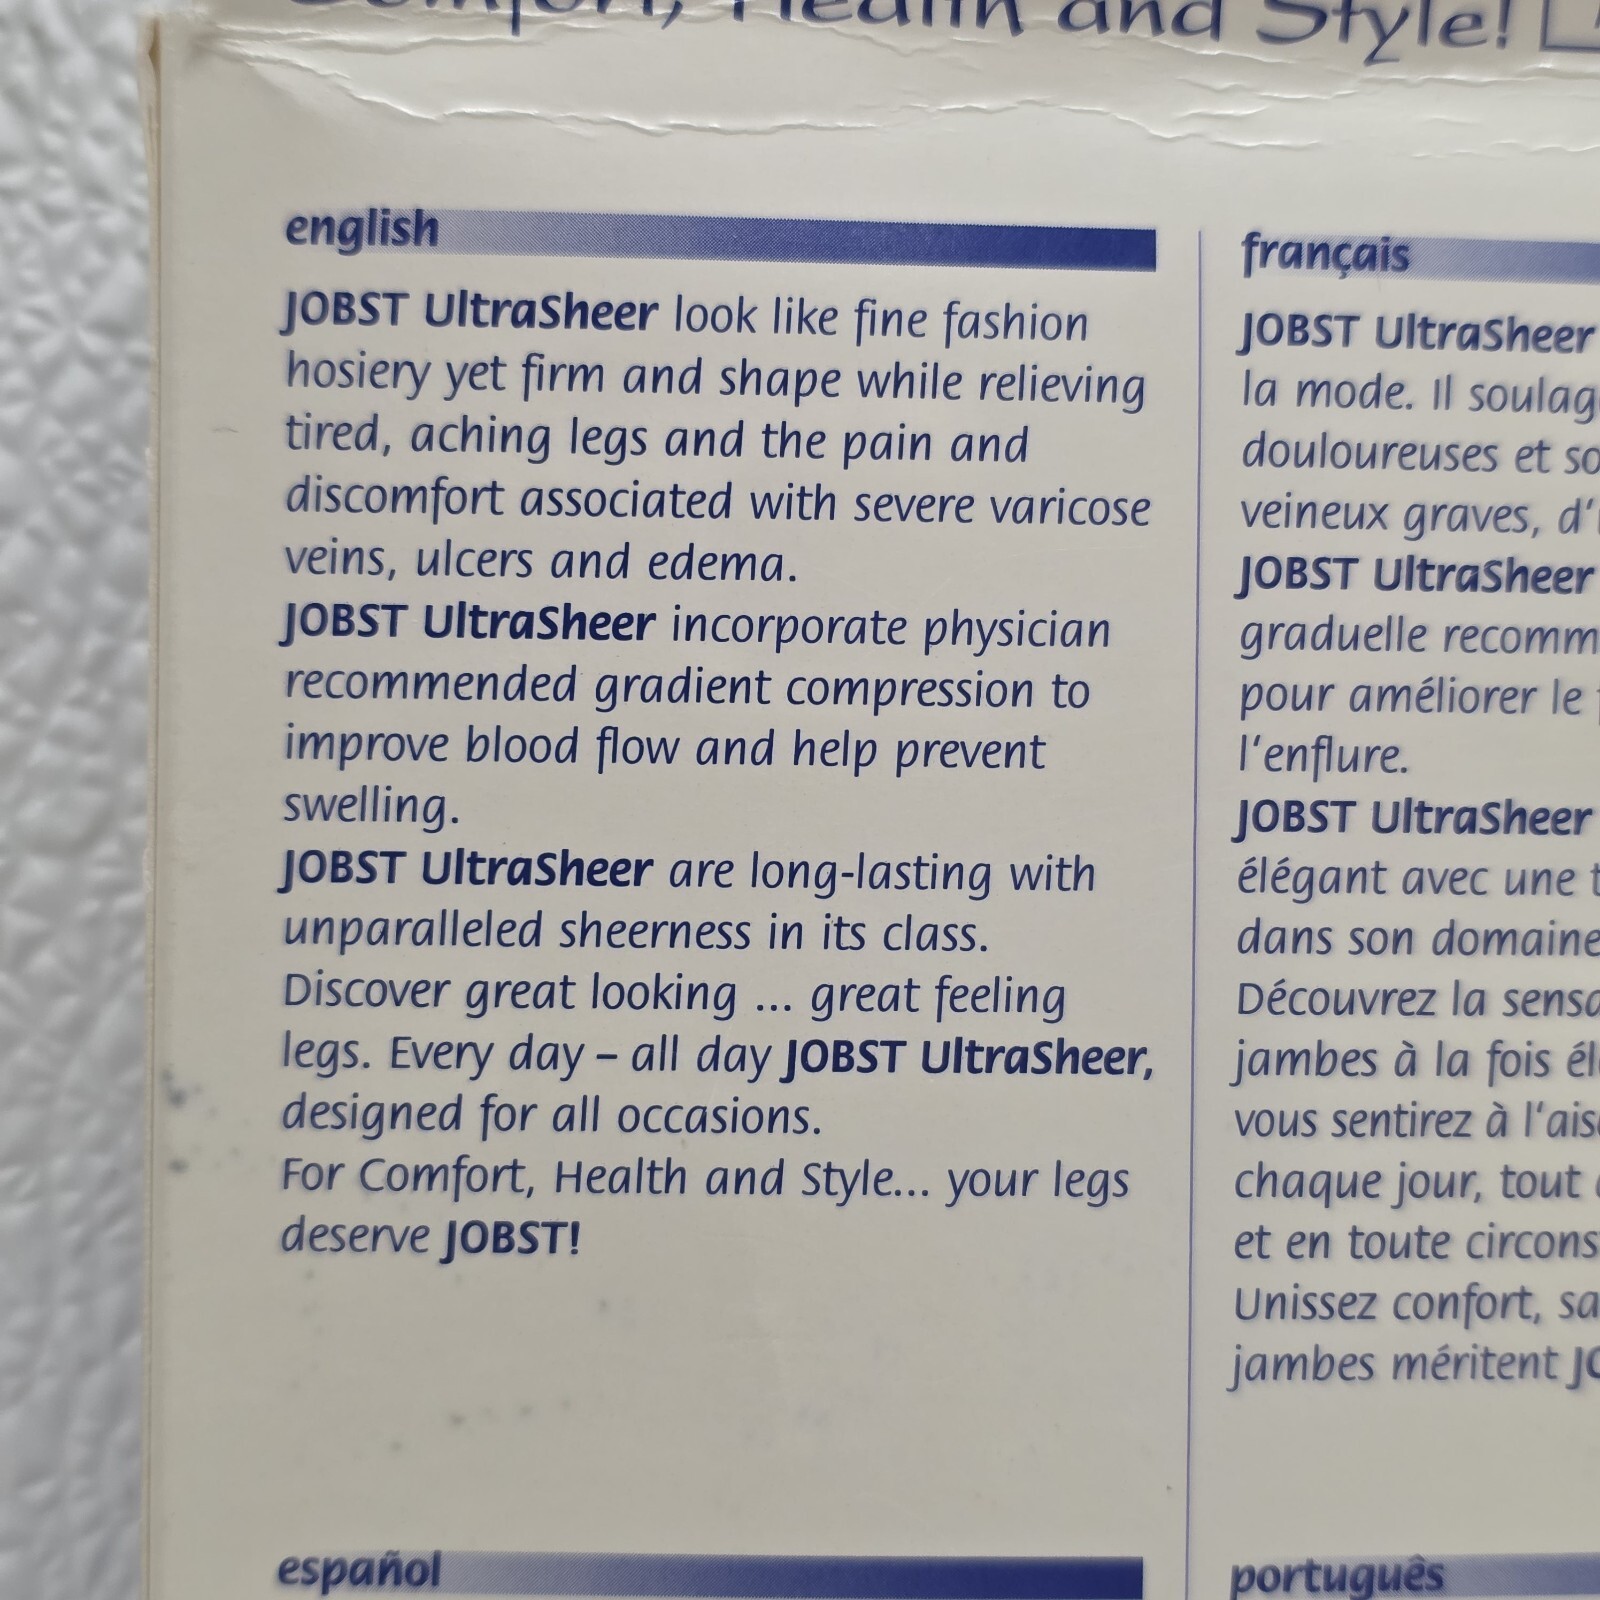 Comfort, Health and Style!
english
JOBST UltraSheer look like fine fashion
hosiery yet firm and shape while relieving
tired, aching legs and the pain and
discomfort associated with severe varicose
veins, ulcers and edema.
JOBST UltraSheer incorporate physician
recommended gradient compression to
improve blood flow and help prevent
swelling.
JOBST UltraSheer are long-lasting with
unparalleled sheerness in its class.
Discover great looking ... great feeling
legs. Every day – all day JOBST UltraSheer,
designed for all occasions.
For Comfort, Health and Style... your legs
deserve JOBST!
français
JOBST UltraSheer
la mode. Il
douloureuses et
veineux graves,
JOBST UltraSheer
graduelle
pour améliorer le
l'enflure.
JOBST UltraSheer
élégant avec une
dans son domaine
Découvrez la
jambes à la fois
vous sentirez à
chaque jour, tout
et en toute
Unissez confort,
jambes méritent
español
português